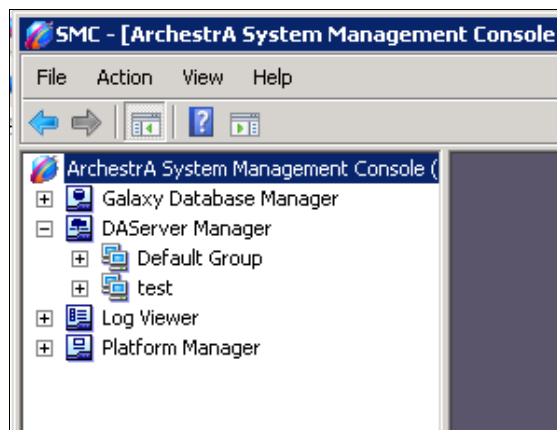 SMC - [ArchestrA System Management Console
File Action View Help
ArchestrA System Management Console (
Galaxy Database Manager
DAServer Manager
Default Group
test
Log Viewer
Platform Manager